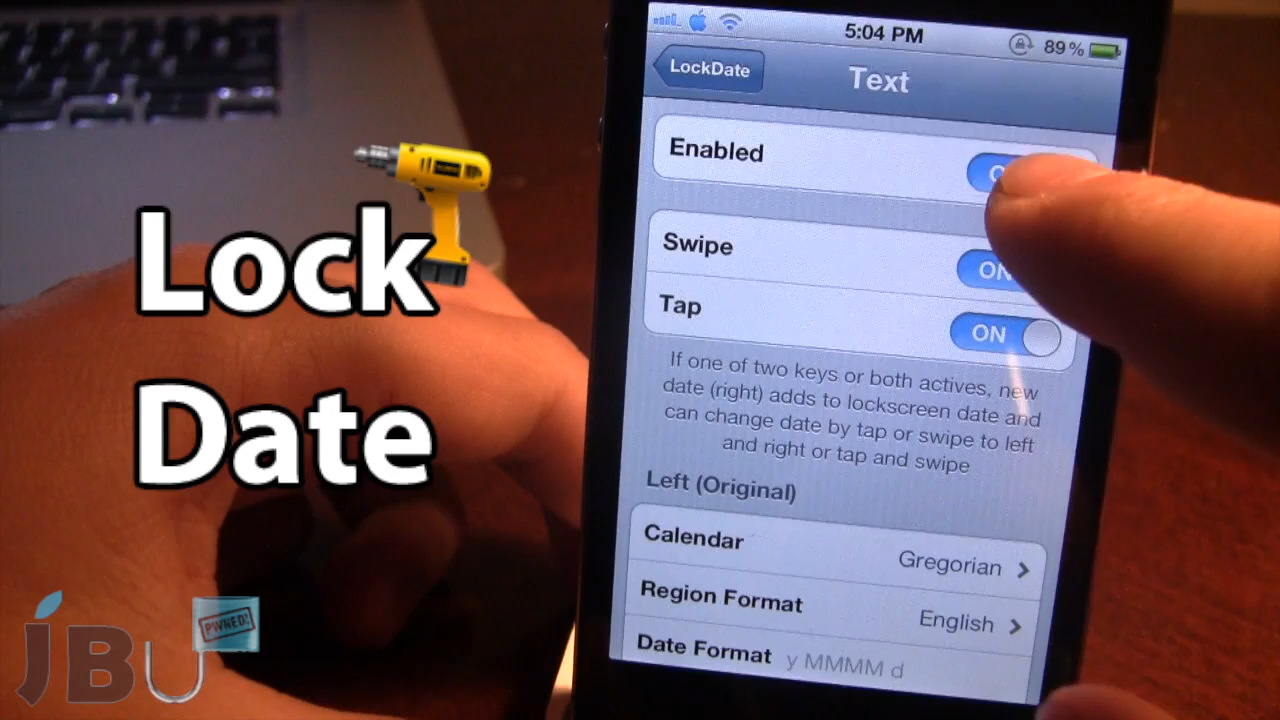 5:04 PM
89%
LockDate
Text
Enabled
Swipe
ON
Tap
ON
If one of two keys or both actives, new
date (right) adds to lockscreen date and
can change date by tap or swipe to left
and right or tap and swipe
Left (Original)
Calendar
Gregorian
Region Format
English
Date Format
y MMMM d
Lock
Date
JBU
PWNED!